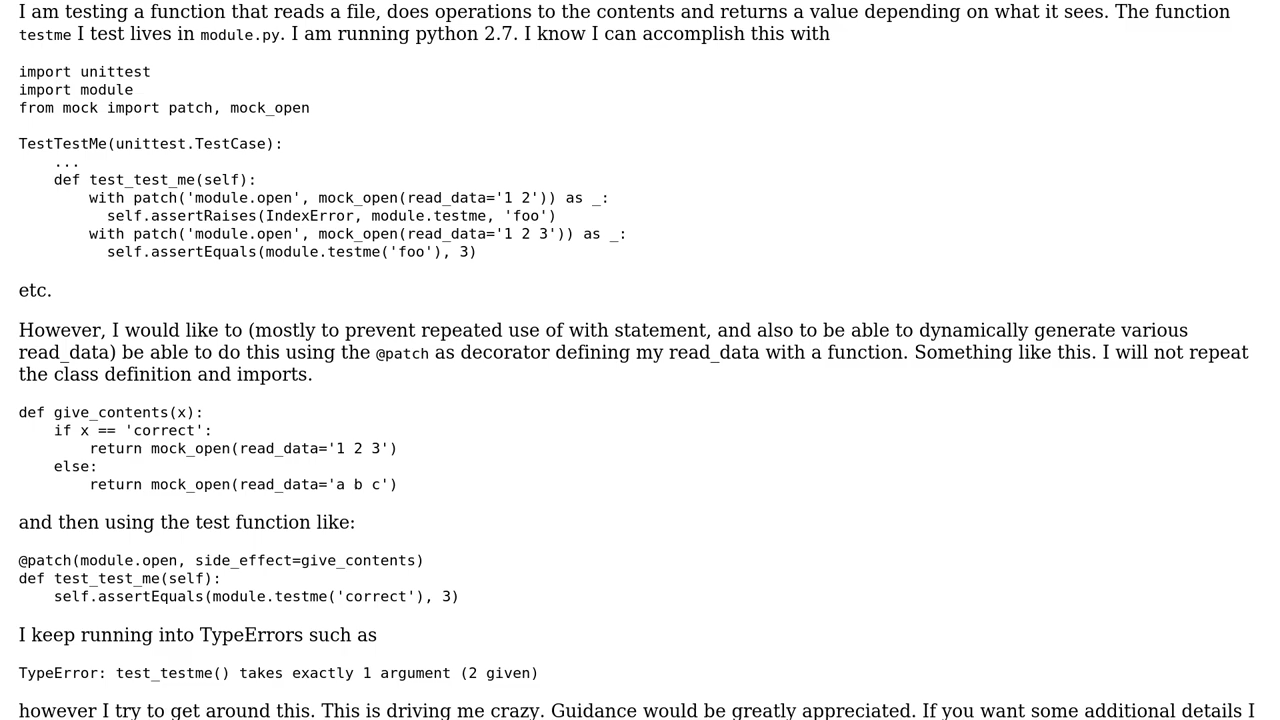 I am testing a function that reads a file, does operations to the contents and returns a value depending on what it sees. The function
testme I test lives in module.py. I am running python 2.7. I know I can accomplish this with
import unittest
import module
from mock import patch, mock_open
TestTestMe(unittest.TestCase):
    ...
    def test_test_me(self):
        with patch('module.open', mock_open(read_data='1 2')) as _:
          self.assertRaises(IndexError, module.testme, 'foo')
        with patch('module.open', mock_open(read_data='1 2 3')) as _:
          self.assertEquals(module.testme('foo'), 3)
etc.
However, I would like to (mostly to prevent repeated use of with statement, and also to be able to dynamically generate various
read_data) be able to do this using the @patch as decorator defining my read_data with a function. Something like this. I will not repeat
the class definition and imports.
def give_contents(x):
    if x == 'correct':
        return mock_open(read_data='1 2 3')
    else:
        return mock_open(read_data='a b c')
and then using the test function like:
@patch(module.open, side_effect=give_contents)
def test_test_me(self):
    self.assertEquals(module.testme('correct'), 3)
I keep running into TypeErrors such as
TypeError: test_testme() takes exactly 1 argument (2 given)
however I try to get around this. This is driving me crazy. Guidance would be greatly appreciated. If you want some additional details I